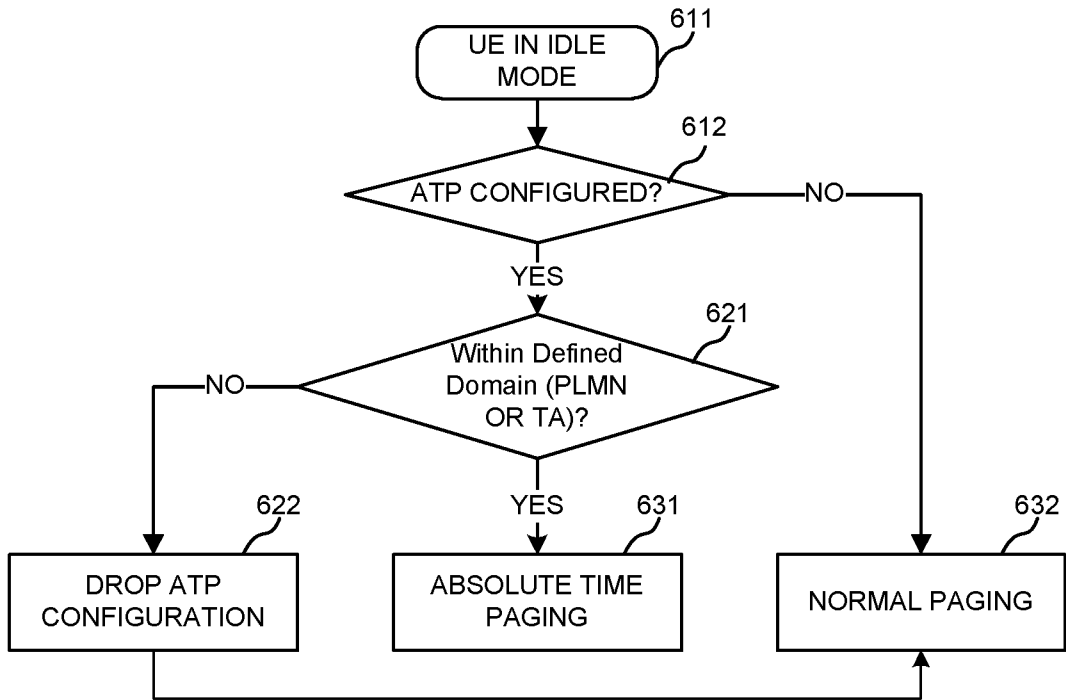 611
UE IN IDLE
MODE
612
ATP CONFIGURED?
NO
YES
621
Within Defined
Domain (PLMN
OR TA)?
NO
YES
622
631
632
DROP ATP
CONFIGURATION
ABSOLUTE TIME
PAGING
NORMAL PAGING